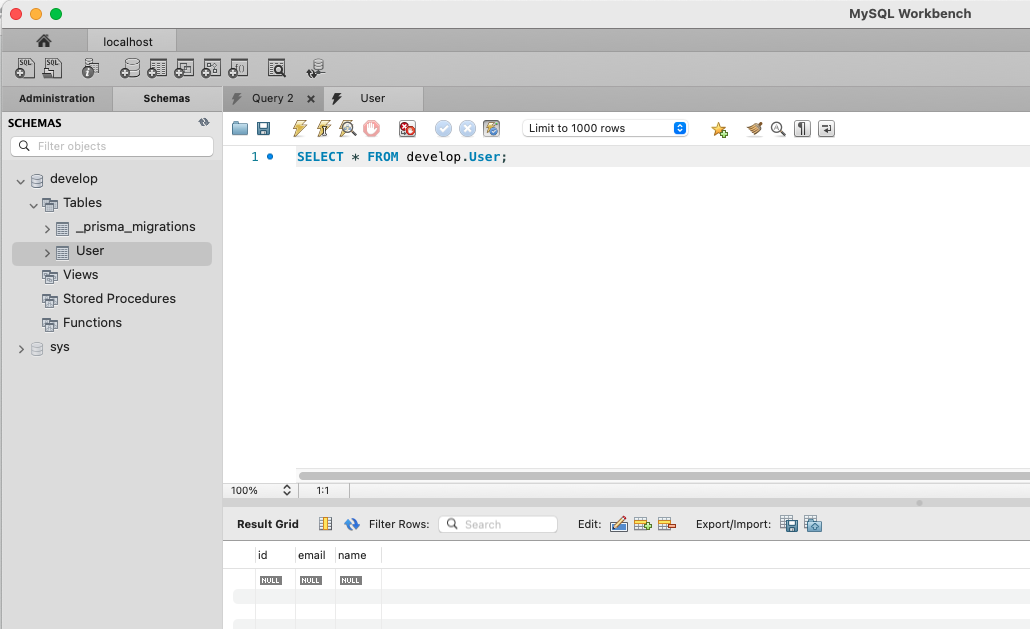 MySQL Workbench
localhost
SQL SQL
Administration Schemas Query 2 User
SCHEMAS
Filter objects
Limit to 1000 rows
1 SELECT * FROM develop.User;
develop
Tables
_prisma_migrations
User
Views
Stored Procedures
Functions
sys
100% 1:1
Result Grid Filter Rows: Search Edit: Export/Import:
id email name
NULL NULL NULL